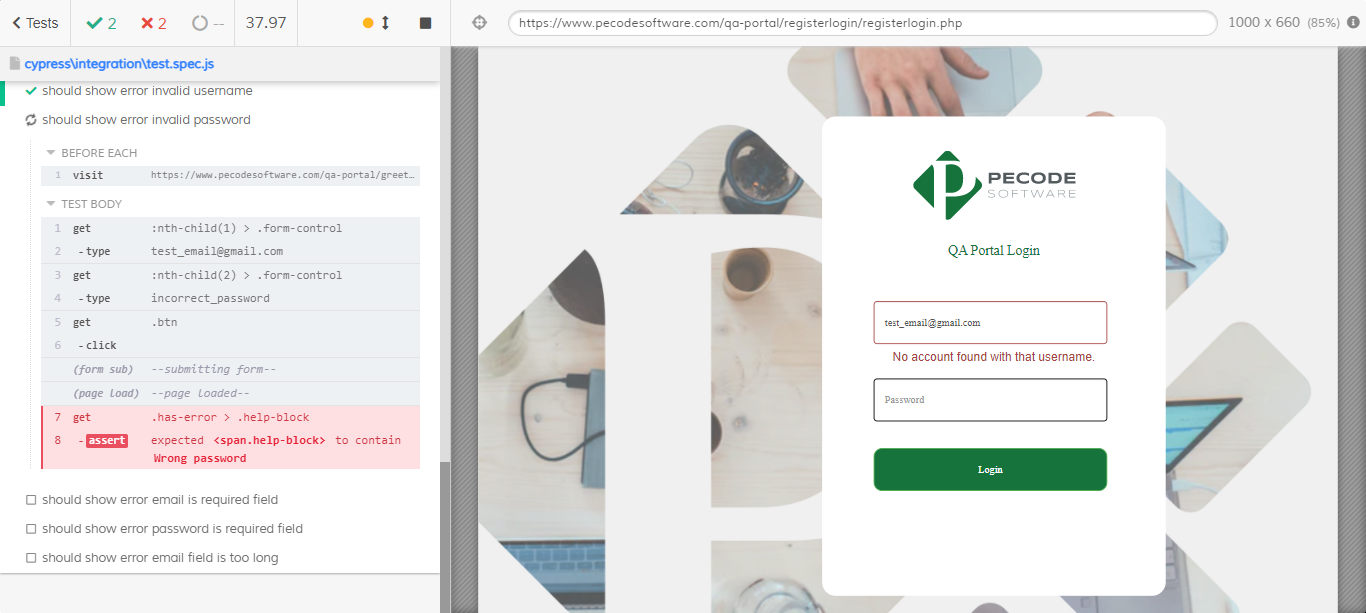 Tests 2 2 -- 37.97
https://www.pecodesoftware.com/qa-portal/registerlogin/registerlogin.php 1000 x 660 (85%)
cypress\integration\test.spec.js
should show error invalid username
should show error invalid password
BEFORE EACH
1 visit https://www.pecodesoftware.com/qa-portal/greet…
TEST BODY
1 get :nth-child(1) > .form-control
2 -type test_email@gmail.com
3 get :nth-child(2) > .form-control
4 -type incorrect_password
5 get .btn
6 -click
(form sub) --submitting form--
(page load) --page loaded--
7 get .has-error > .help-block
8 -assert expected <span.help-block> to contain
Wrong password
should show error email is required field
should show error password is required field
should show error email field is too long
PECODE
SOFTWARE
QA Portal Login
test_email@gmail.com
No account found with that username.
Password
Login